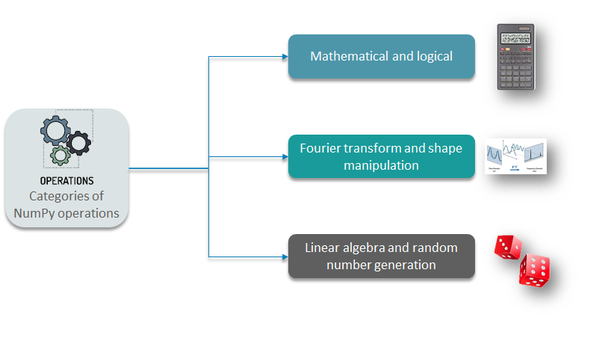 Mathematical and logical
Fourier transform and shape
manipulation
OPERATIONS
Categories of
NumPy operations
Linear algebra and random
number generation